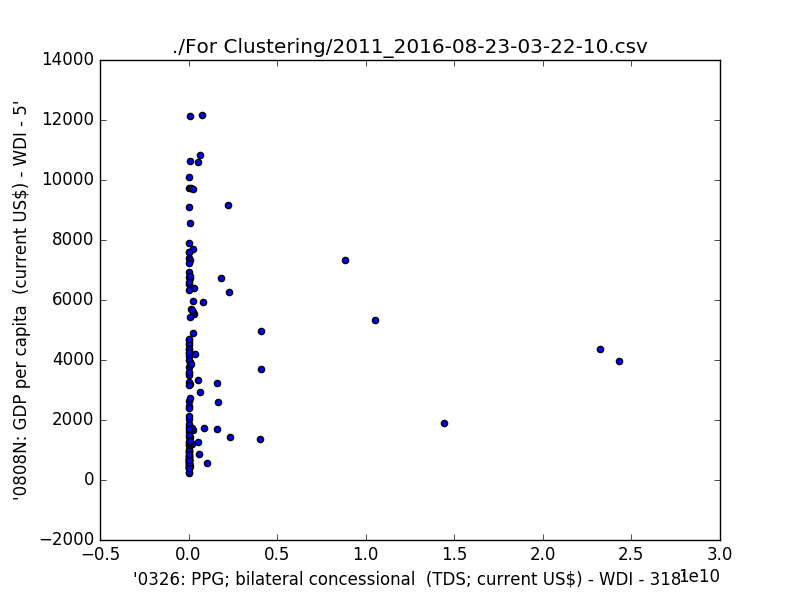 ./For Clustering/2011_2016-08-23-03-22-10.csv
14000
12000
10000
8000
6000
4000
2000
0
−2000
'0808N: GDP per capita  (current US$) - WDI - 5'
−0.5 0.0 0.5 1.0 1.5 2.0 2.5 3.0
1e10
'0326: PPG; bilateral concessional  (TDS; current US$) - WDI - 318